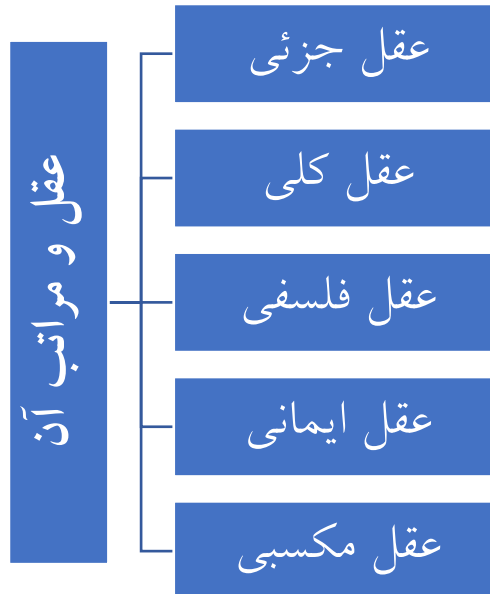 عقل و مراتب آن
عقل جزئی
عقل کلی
عقل فلسفی
عقل ایمانی
عقل مکسبی